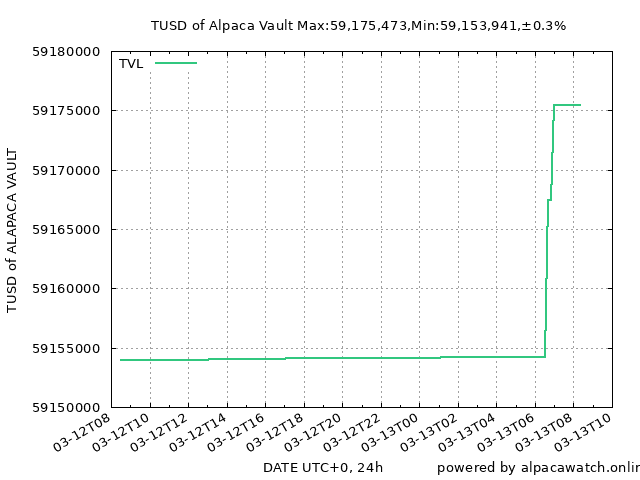 TUSD of Alpaca Vault Max:59,175,473,Min:59,153,941,±0.3%
TVL
59180000
59175000
59170000
59165000
59160000
59155000
59150000
TUSD of ALAPACA VAULT
03-12T08
03-12T10
03-12T12
03-12T14
03-12T16
03-12T18
03-12T20
03-12T22
03-13T00
03-13T02
03-13T04
03-13T06
03-13T08
03-13T10
DATE UTC+0, 24h
powered by alpacawatch.onlin